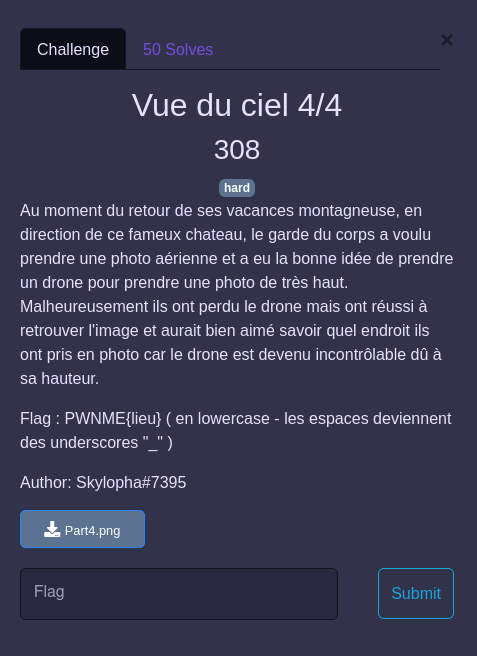 Challenge
50 Solves
×
Vue du ciel 4/4
308
hard
Au moment du retour de ses vacances montagneuse, en
direction de ce fameux chateau, le garde du corps a voulu
prendre une photo aérienne et a eu la bonne idée de prendre
un drone pour prendre une photo de très haut.
Malheureusement ils ont perdu le drone mais ont réussi à
retrouver l'image et aurait bien aimé savoir quel endroit ils
ont pris en photo car le drone est devenu incontrôlable dû à
sa hauteur.
Flag : PWNME{lieu} ( en lowercase - les espaces deviennent
des underscores "_" )
Author: Skylopha#7395
Part4.png
Flag
Submit